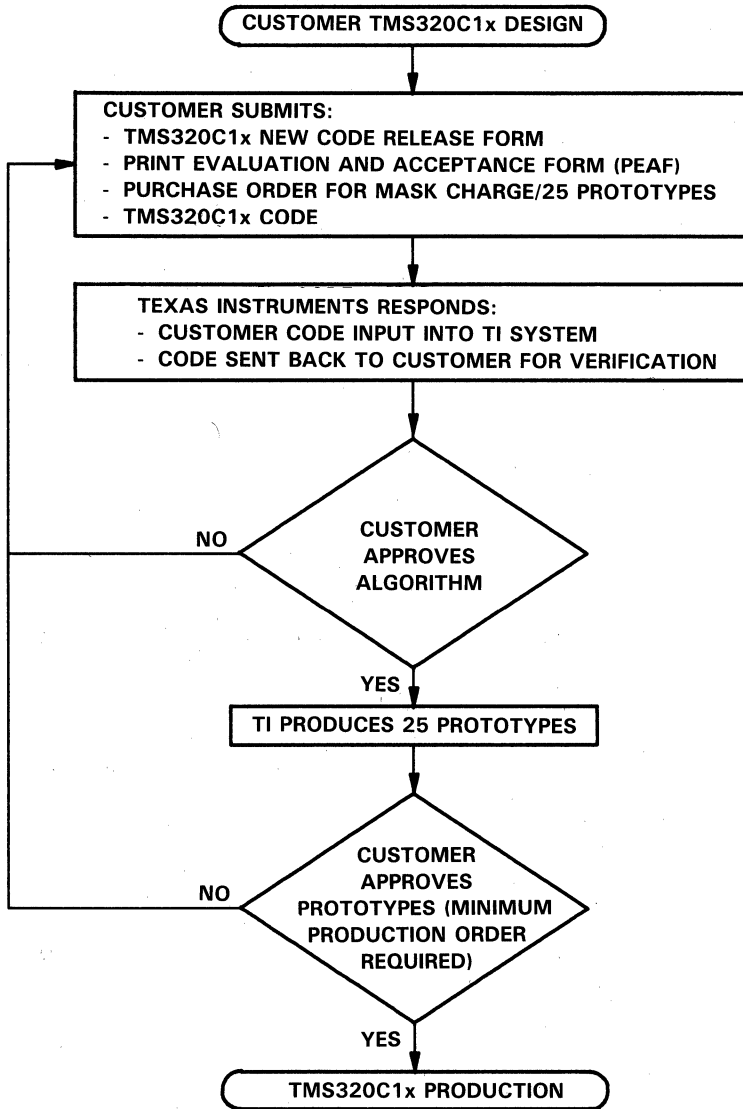 CUSTOMER TMS320C1x DESIGN
CUSTOMER SUBMITS:
- TMS320C1x NEW CODE RELEASE FORM
- PRINT EVALUATION AND ACCEPTANCE FORM (PEAF)
- PURCHASE ORDER FOR MASK CHARGE/25 PROTOTYPES
- TMS320C1x CODE
TEXAS INSTRUMENTS RESPONDS:
- CUSTOMER CODE INPUT INTO TI SYSTEM
- CODE SENT BACK TO CUSTOMER FOR VERIFICATION
NO
CUSTOMER
APPROVES
ALGORITHM
YES
TI PRODUCES 25 PROTOTYPES
CUSTOMER
APPROVES
NO
PROTOTYPES (MINIMUM
PRODUCTION ORDER
REQUIRED)
YES
TMS320C1x PRODUCTION